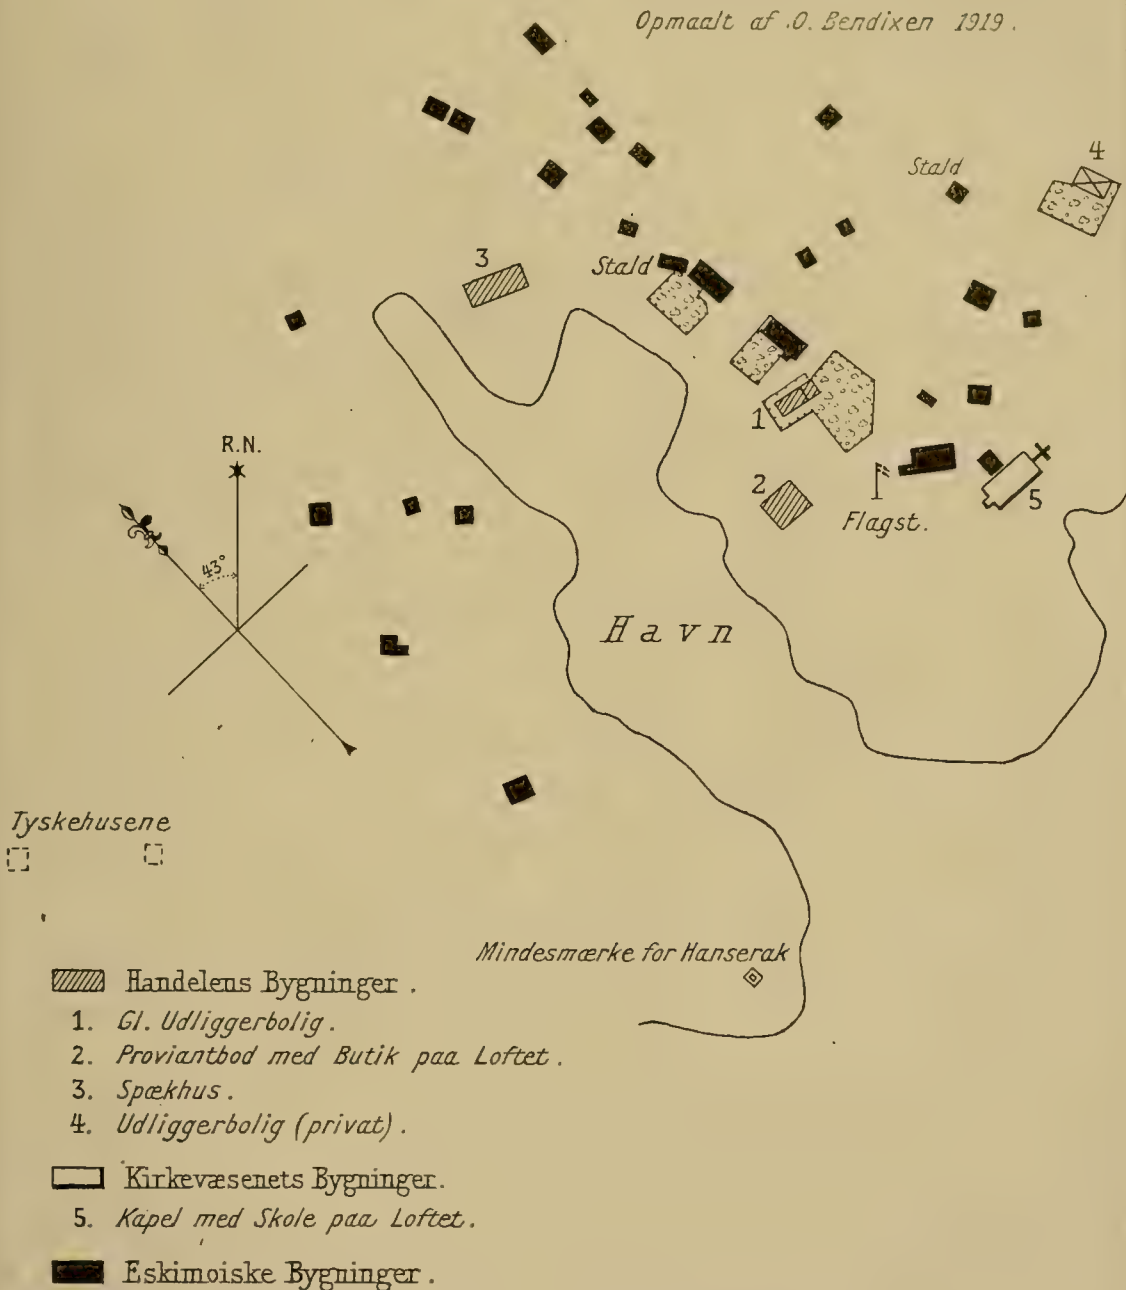 Opmaalt af O. Bendixen 1919.
4
Stald
3
Stald
1
R.N.
2
5
Flagst.
43°
Havn
Tyskehusene
Mindesmærke for Hanserak
Handelens Bygninger.
1. Gl. Udliggerbolig.
2. Proviantbod med Butik paa Loftet.
3. Spækhus.
4. Udliggerbolig (privat).
Kirkevæsenets Bygninger.
5. Kapel med Skole paa Loftet.
Eskimoiske Bygninger.